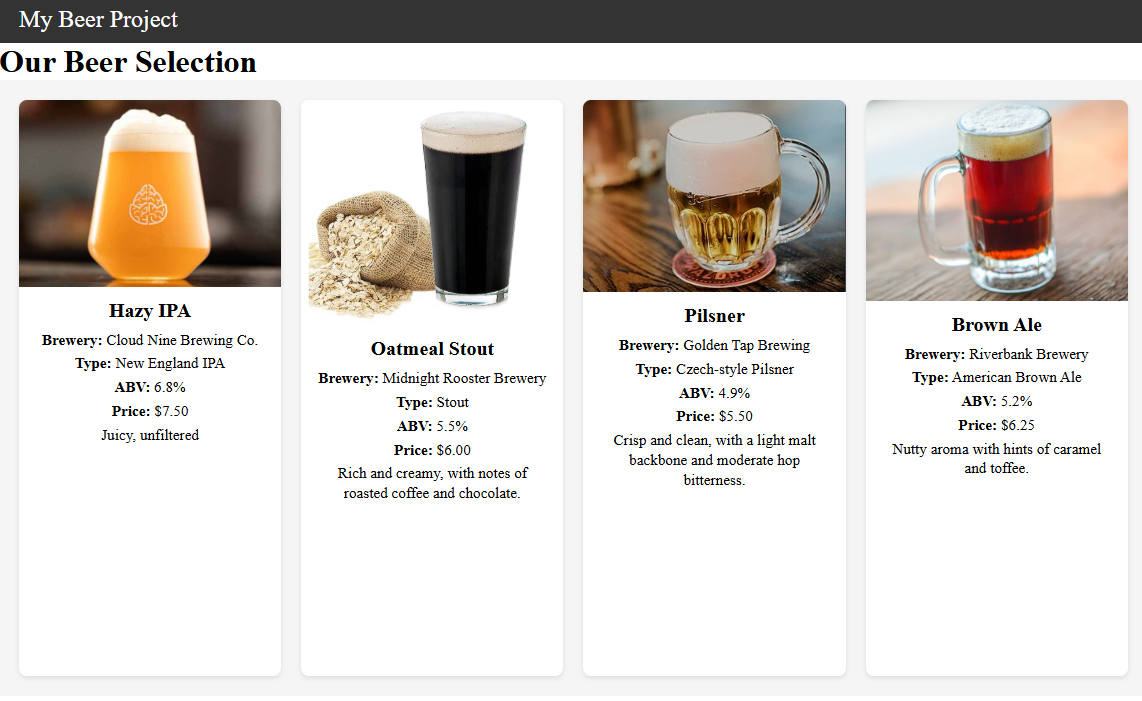 My Beer Project
Our Beer Selection
Hazy IPA
Brewery: Cloud Nine Brewing Co.
Type: New England IPA
ABV: 6.8%
Price: $7.50
Juicy, unfiltered
Oatmeal Stout
Brewery: Midnight Rooster Brewery
Type: Stout
ABV: 5.5%
Price: $6.00
Rich and creamy, with notes of
roasted coffee and chocolate.
Pilsner
Brewery: Golden Tap Brewing
Type: Czech-style Pilsner
ABV: 4.9%
Price: $5.50
Crisp and clean, with a light malt
backbone and moderate hop
bitterness.
Brown Ale
Brewery: Riverbank Brewery
Type: American Brown Ale
ABV: 5.2%
Price: $6.25
Nutty aroma with hints of caramel
and toffee.